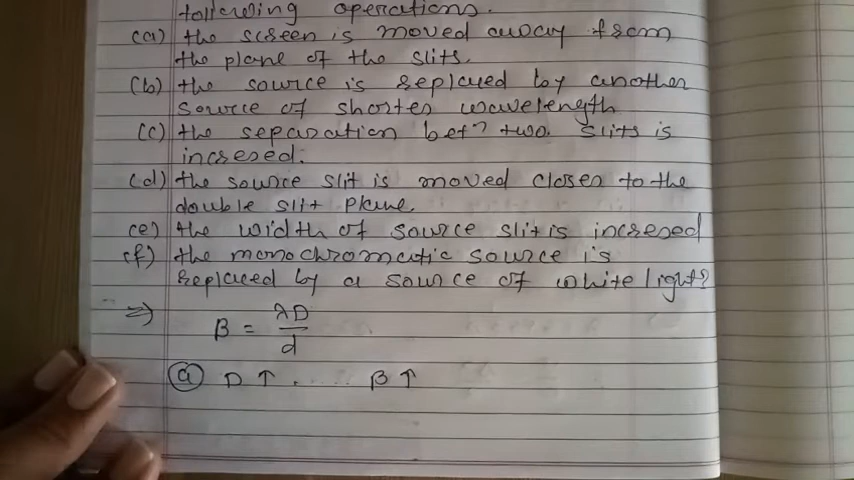 following operations.
(a) the screen is moved away from
the plane of the slits.
(b) the source is replaced by another
source of shorter wavelength
(c) the separation betⁿ two slits is
incresed.
(d) the source slit is moved closer to the
double slit plane.
(e) the width of source slit is incresed
(f) the monochromatic source is
replaced by a source of white light?
⇒ β = λD/d
(a) D↑ ...... β↑